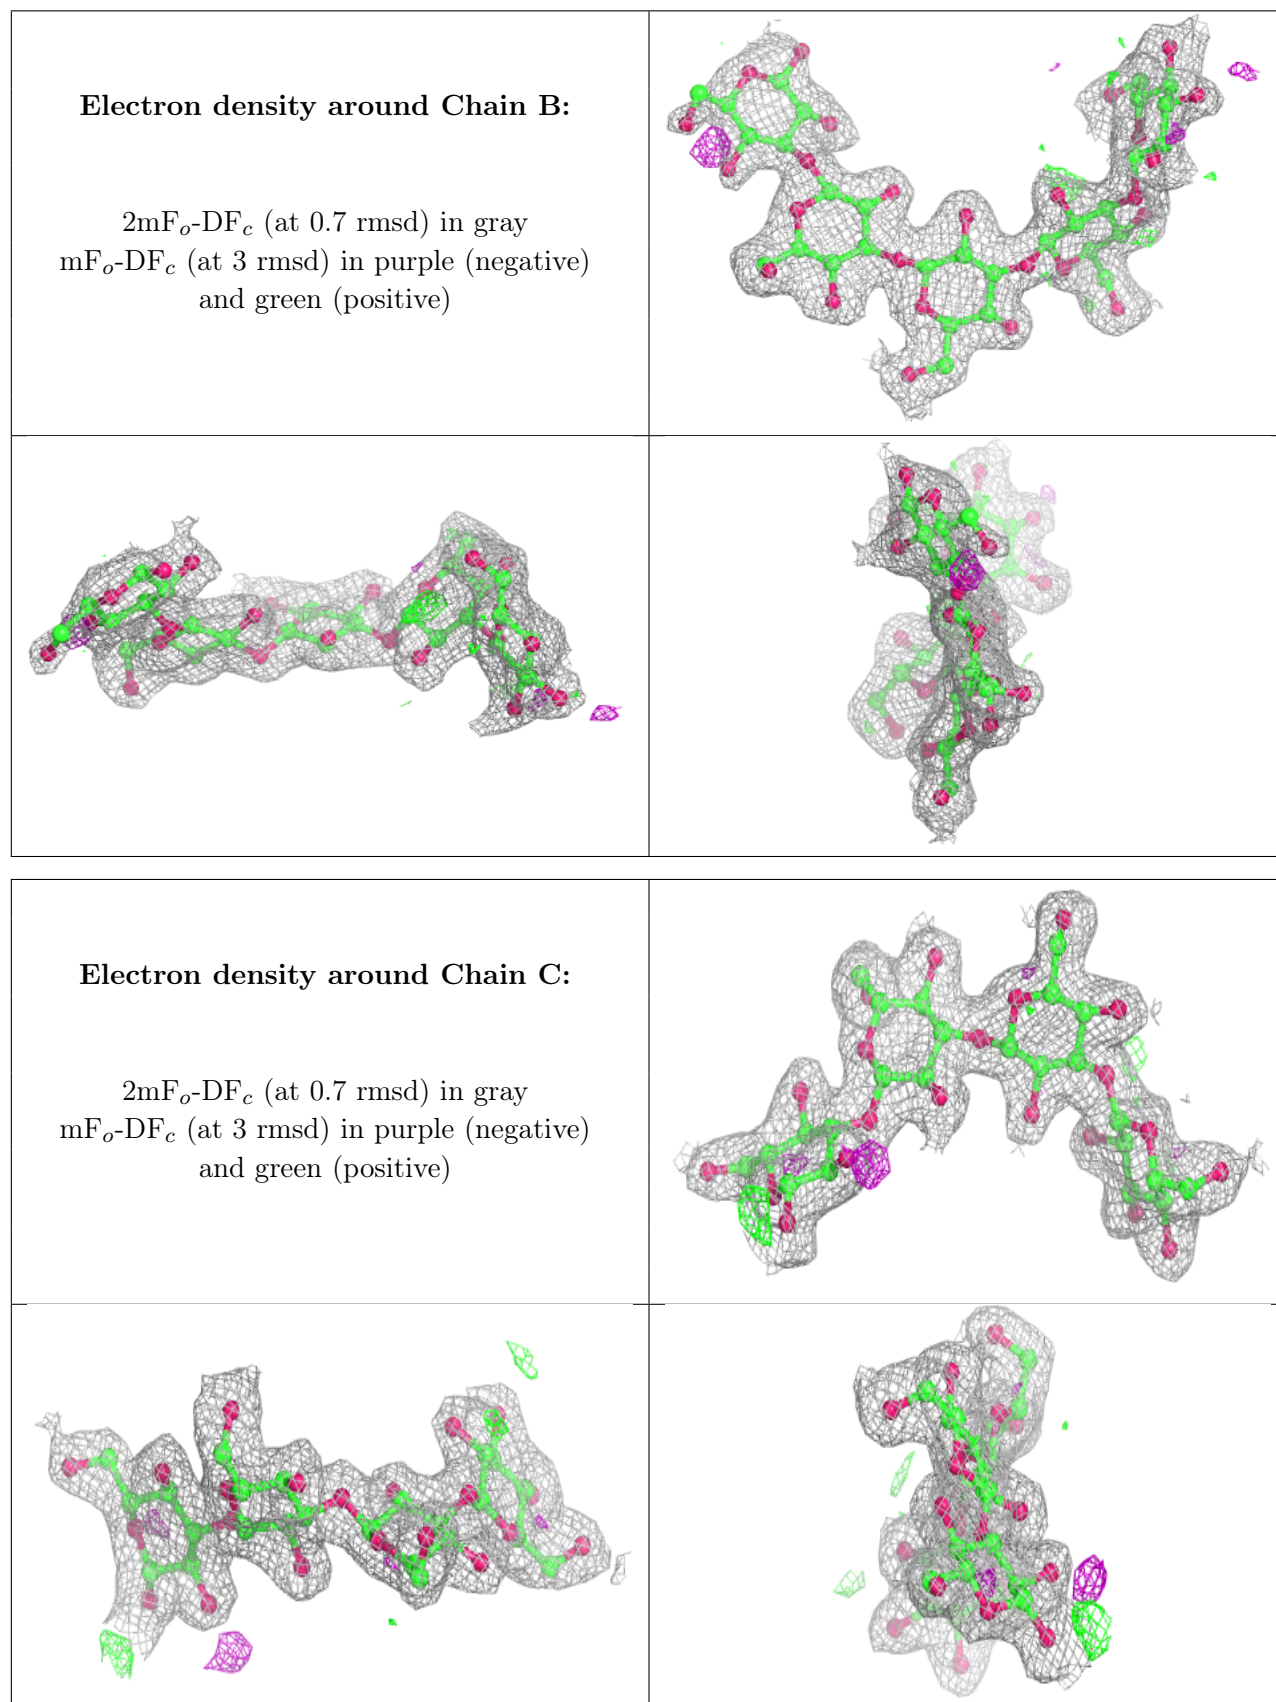 Electron density around Chain B:
2mFo-DFc (at 0.7 rmsd) in gray
mFo-DFc (at 3 rmsd) in purple (negative)
and green (positive)
Electron density around Chain C:
2mFo-DFc (at 0.7 rmsd) in gray
mFo-DFc (at 3 rmsd) in purple (negative)
and green (positive)